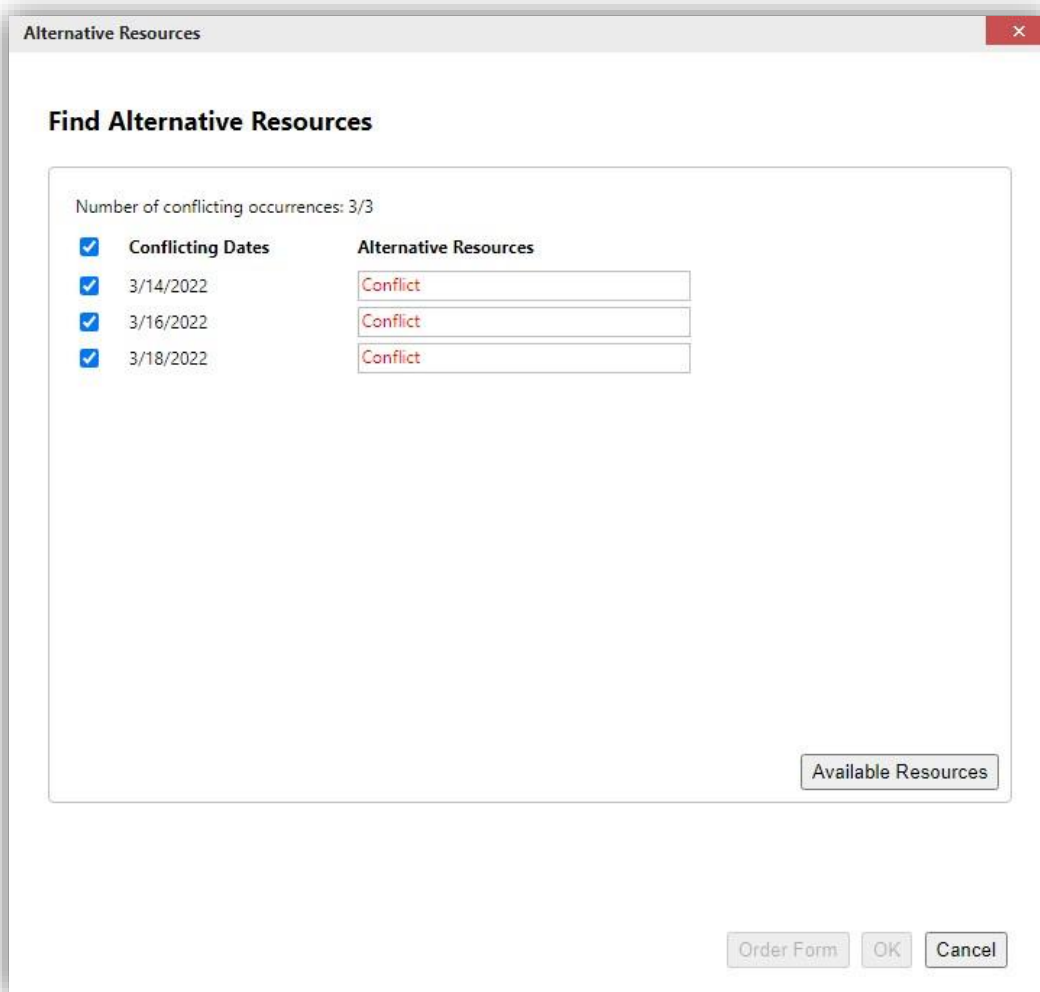 Alternative Resources
Find Alternative Resources
Number of conflicting occurrences: 3/3
Conflicting Dates Alternative Resources
3/14/2022 Conflict
3/16/2022 Conflict
3/18/2022 Conflict
Available Resources
Order Form OK Cancel